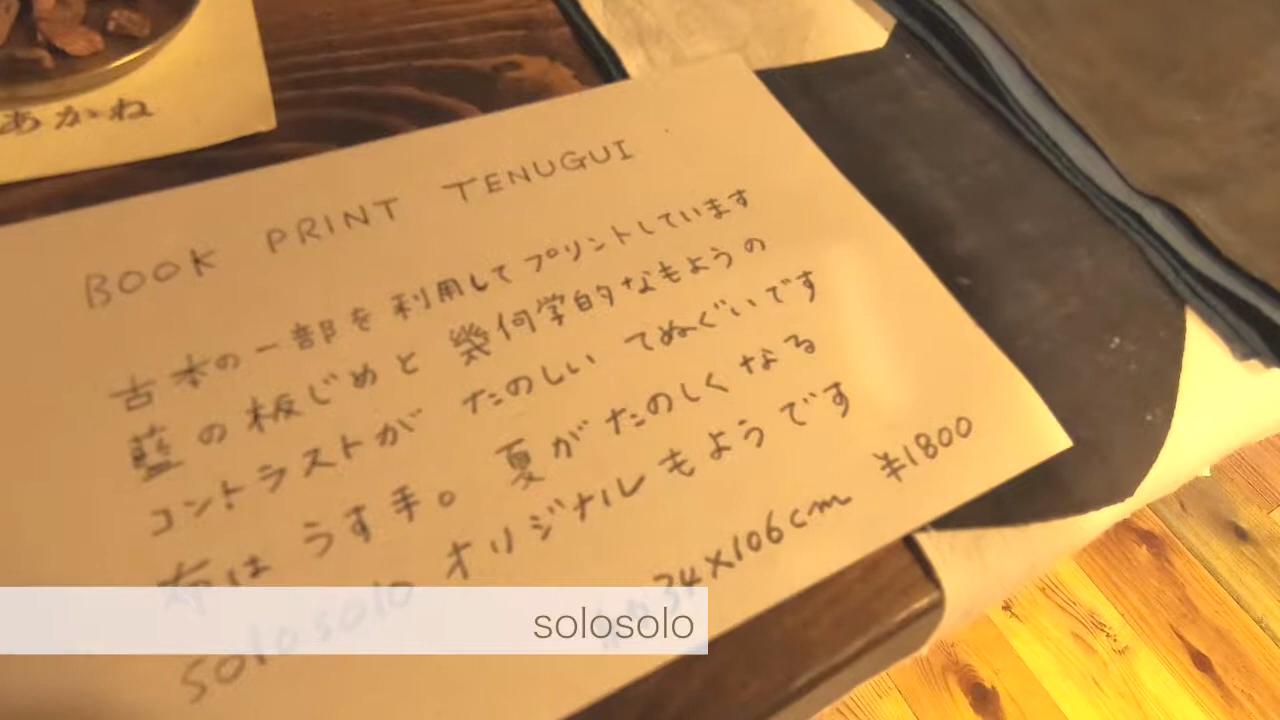 あかね
BOOK PRINT TENUGUI
古本の一部を利用してプリントしています
藍の板じめと幾何学的なもようの
コントラストがたのしいてぬぐいです
布はうす手。夏がたのしくなる
solosolo オリジナルもようです
34×106cm ¥1800
solosolo